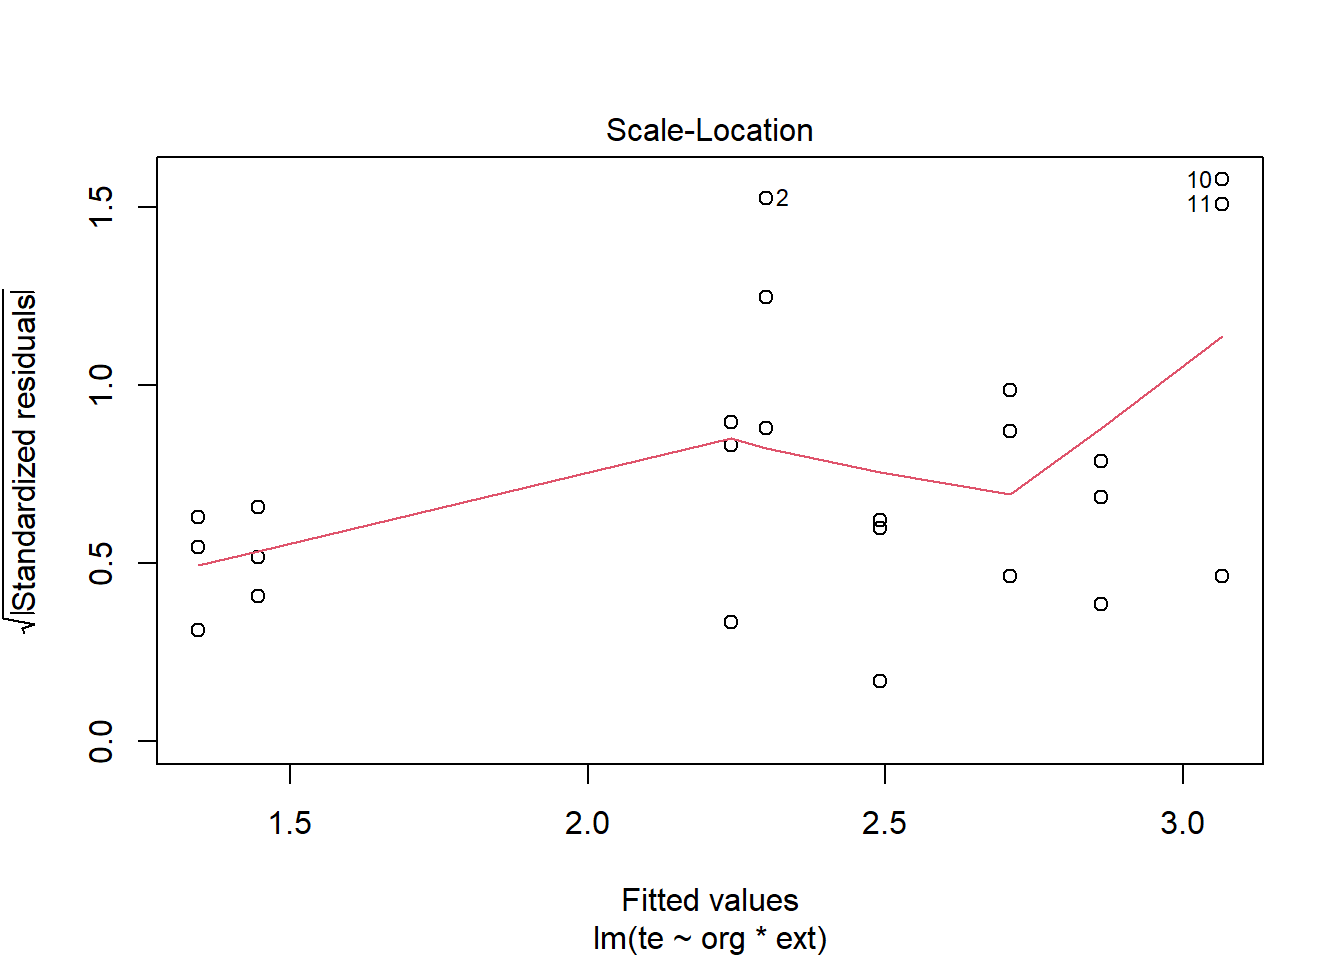 Scale-Location
√|Standardized residuals|
1.5
1.0
0.5
0.0
2
10
11
1.5
2.0
2.5
3.0
Fitted values
lm(te ~ org * ext)